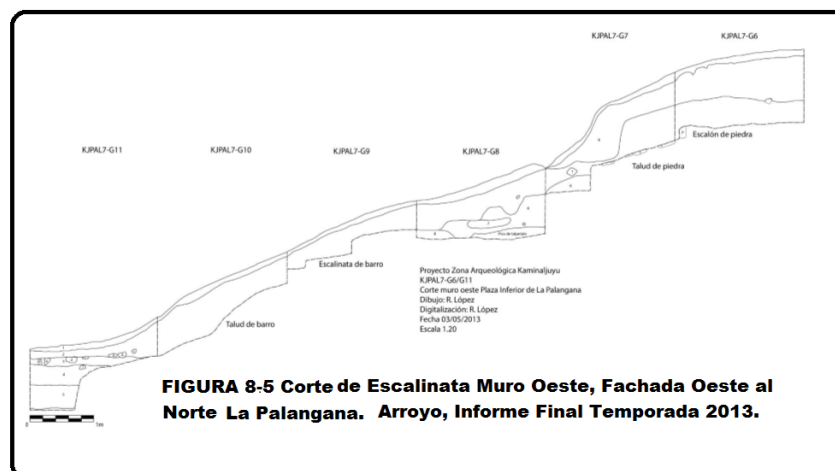 KJPAL7-G7
KJPAL7-G6
KJPAL7-G11
KJPAL7-G10
KJPAL7-G9
KJPAL7-G8
Escalón de piedra
Talud de piedra
Escalinata de barro
Talud de barro
Proyecto Zona Arqueológica Kaminaljuyu
KJPAL7-G6/G11
Corte muro oeste Plaza Inferior de La Palangana
Dibujo: R. López
Digitalización: R. López
Fecha 03/05/2013
Escala 1.20
FIGURA 8-5 Corte de Escalinata Muro Oeste, Fachada Oeste al
Norte La Palangana. Arroyo, Informe Final Temporada 2013.
0 1m